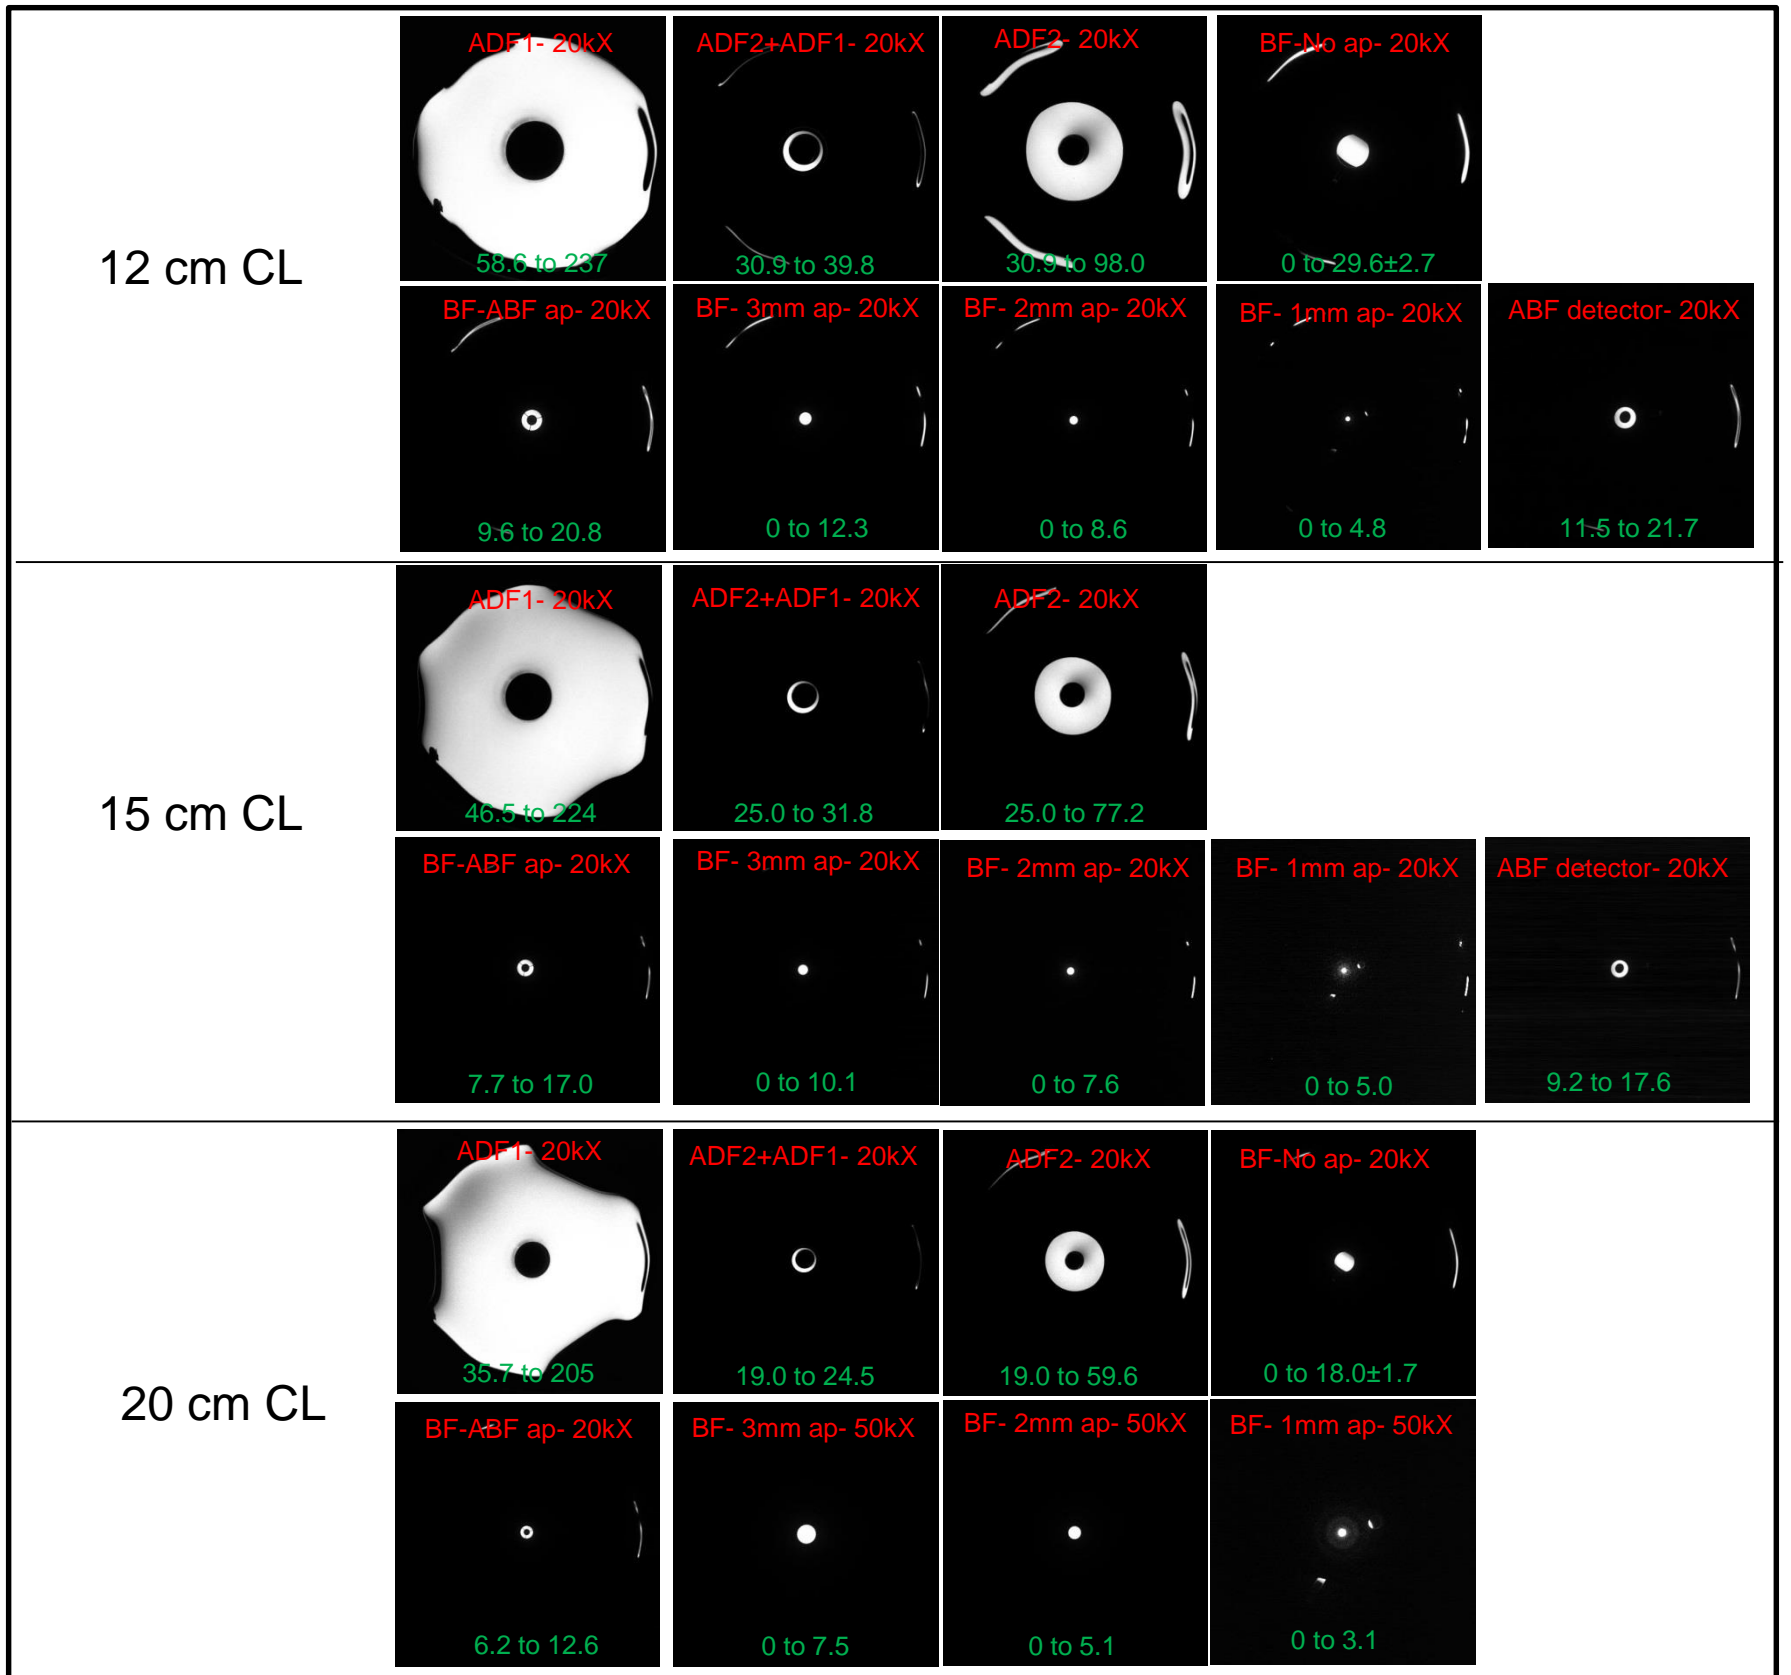 12 cm CL
ADF1- 20kX
58.6 to 237
ADF2+ADF1- 20kX
30.9 to 39.8
ADF2- 20kX
30.9 to 98.0
BF-No ap- 20kX
0 to 29.6±2.7
BF-ABF ap- 20kX
9.6 to 20.8
BF- 3mm ap- 20kX
0 to 12.3
BF- 2mm ap- 20kX
0 to 8.6
BF- 1mm ap- 20kX
0 to 4.8
ABF detector- 20kX
11.5 to 21.7
15 cm CL
ADF1- 20kX
46.5 to 224
ADF2+ADF1- 20kX
25.0 to 31.8
ADF2- 20kX
25.0 to 77.2
BF-ABF ap- 20kX
7.7 to 17.0
BF- 3mm ap- 20kX
0 to 10.1
BF- 2mm ap- 20kX
0 to 7.6
BF- 1mm ap- 20kX
0 to 5.0
ABF detector- 20kX
9.2 to 17.6
20 cm CL
ADF1- 20kX
35.7 to 205
ADF2+ADF1- 20kX
19.0 to 24.5
ADF2- 20kX
19.0 to 59.6
BF-No ap- 20kX
0 to 18.0±1.7
BF-ABF ap- 20kX
6.2 to 12.6
BF- 3mm ap- 50kX
0 to 7.5
BF- 2mm ap- 50kX
0 to 5.1
BF- 1mm ap- 50kX
0 to 3.1